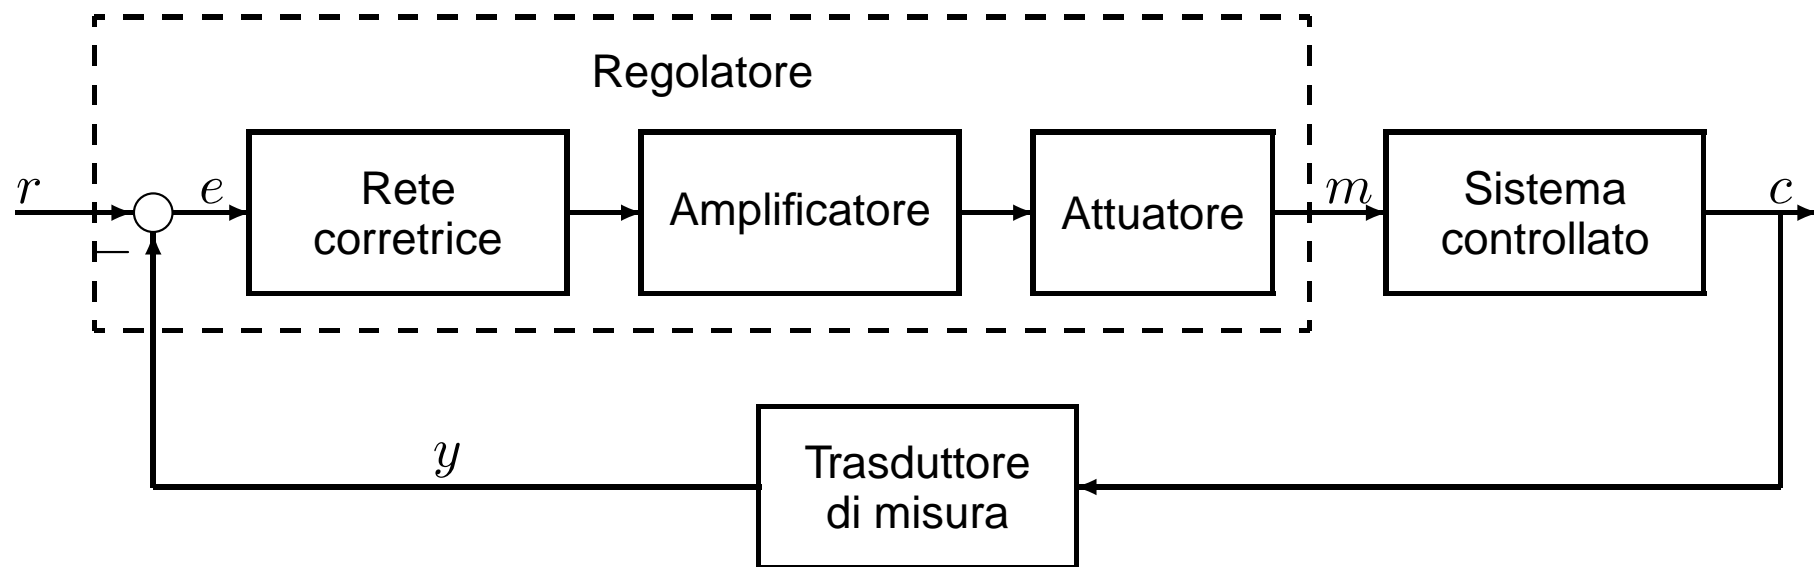 Regolatore
r
e
Rete
corretrice
Amplificatore
Attuatore
m
Sistema
controllato
c
−
y
Trasduttore
di misura